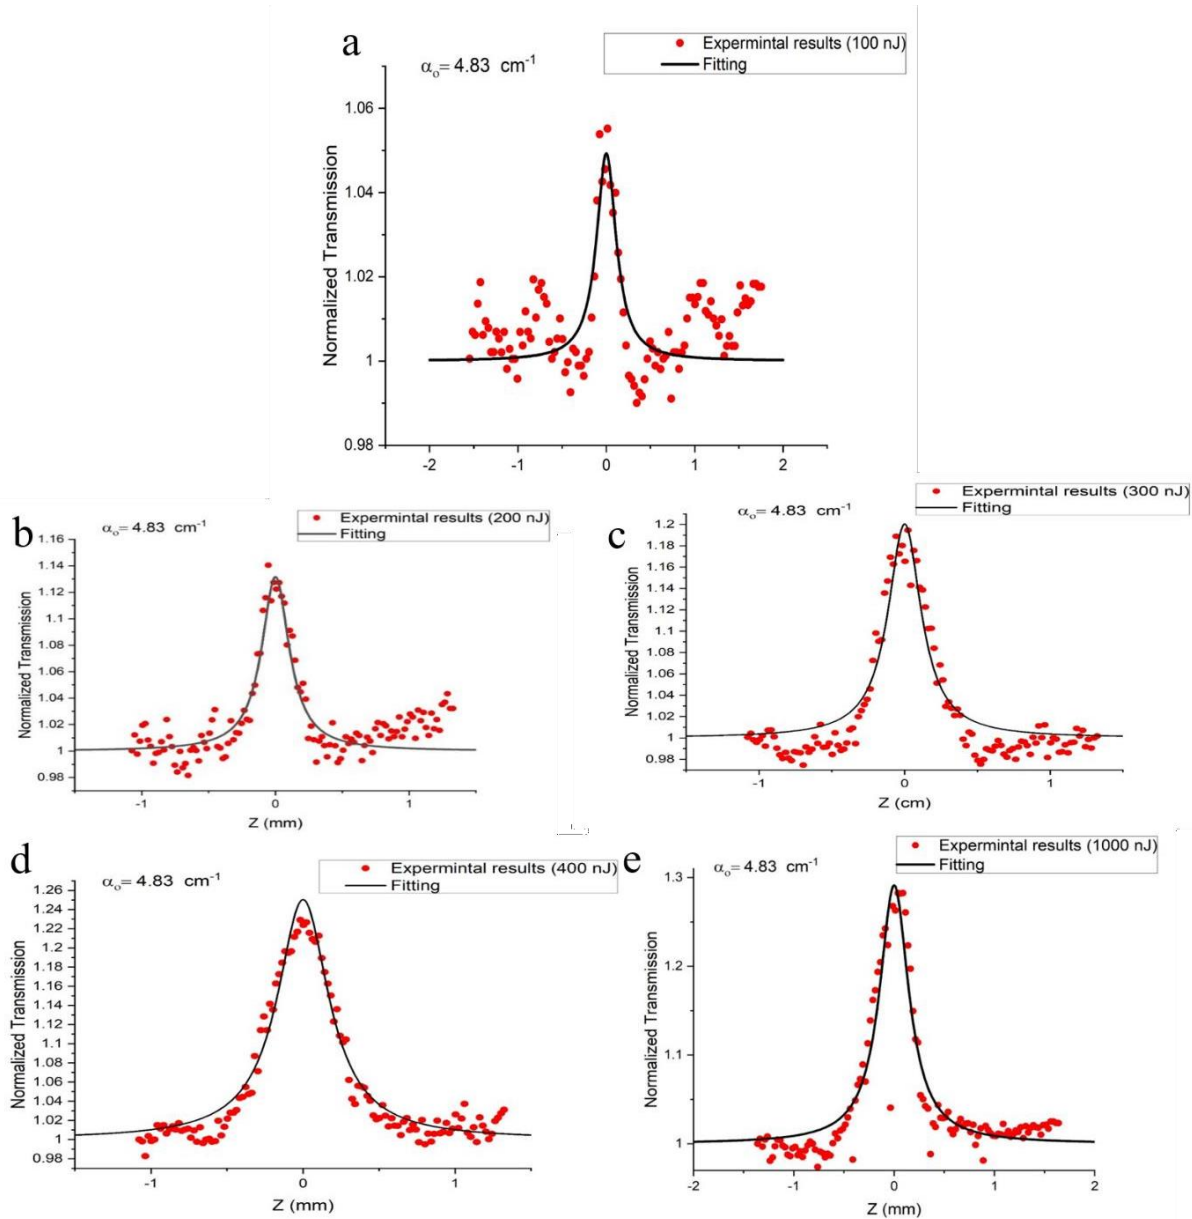 a
αo= 4.83 cm-1
Expermintal results (100 nJ)
Fitting
Normalized Transmission
1.06
1.04
1.02
1
0.98
-2 -1 0 1 2
b
αo= 4.83 cm-1
Expermintal results (200 nJ)
Fitting
Normalized Transmission
1.16
1.14
1.12
1.1
1.08
1.06
1.04
1.02
1
0.98
-1 0 1
Z (mm)
c
αo= 4.83 cm-1
Expermintal results (300 nJ)
Fitting
Normalized Transmission
1.2
1.18
1.16
1.14
1.12
1.1
1.08
1.06
1.04
1.02
1
0.98
-1 0 1
Z (cm)
d
αo= 4.83 cm-1
Expermintal results (400 nJ)
Fitting
Normalized Transmission
1.26
1.24
1.22
1.2
1.18
1.16
1.14
1.12
1.1
1.08
1.06
1.04
1.02
1
0.98
-1 0 1
Z (mm)
e
αo= 4.83 cm-1
Expermintal results (1000 nJ)
Fitting
Normalized Transmission
1.3
1.2
1.1
1
-2 -1 0 1 2
Z (mm)